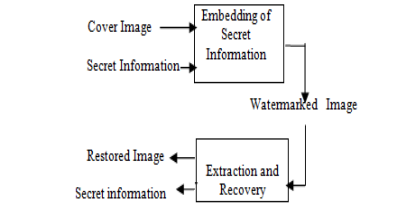 Cover Image
Embedding of
Secret
Information
Secret Information
Watermarked Image
Restored Image
Extraction and
Recovery
Secret information